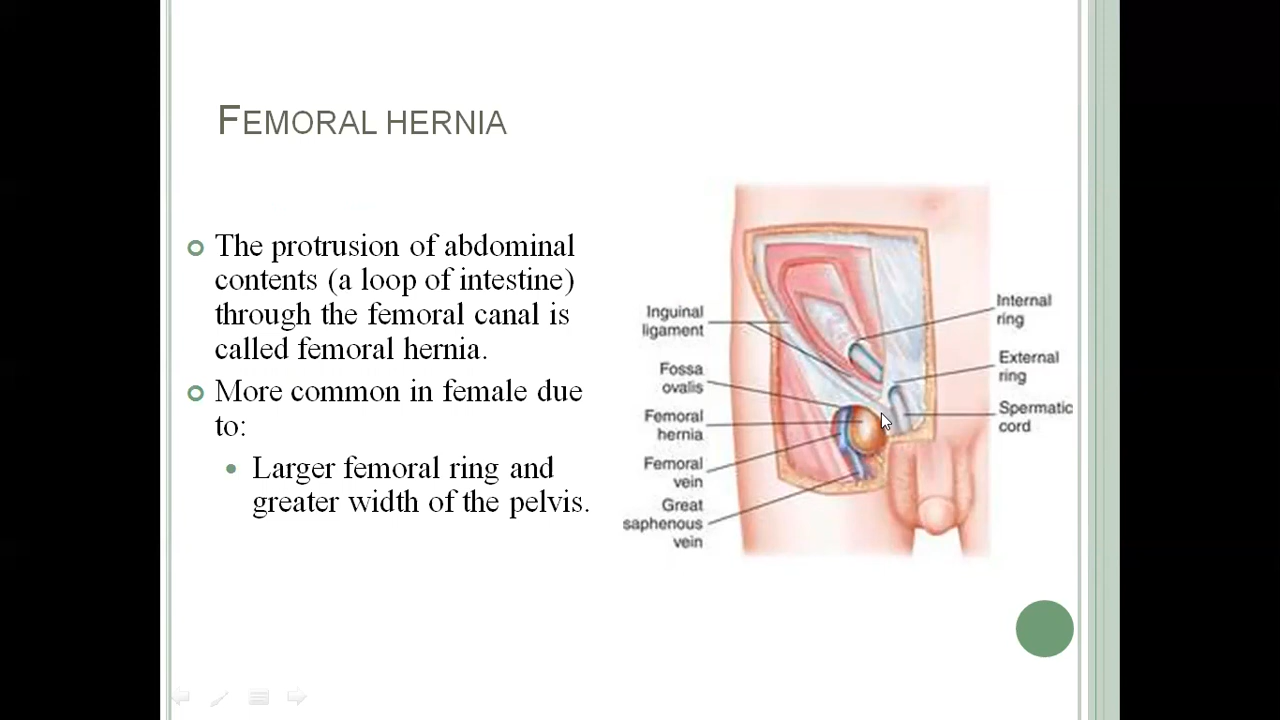 FEMORAL HERNIA
The protrusion of abdominal
contents (a loop of intestine)
through the femoral canal is
called femoral hernia.
More common in female due
to:
Larger femoral ring and
greater width of the pelvis.
Inguinal
ligament
Fossa
ovalis
Femoral
hernia
Femoral
vein
Great
saphenous
vein
Internal
ring
External
ring
Spermatic
cord